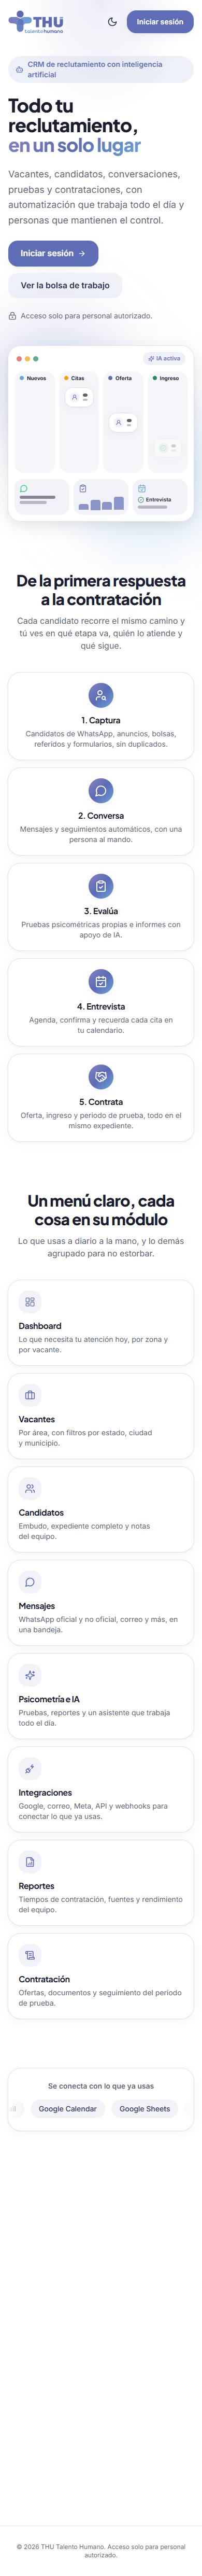 THU
talento humano
Iniciar sesión
CRM de reclutamiento con inteligencia
artificial
Todo tu
reclutamiento,
en un solo lugar
Vacantes, candidatos, conversaciones,
pruebas y contrataciones, con
automatización que trabaja todo el día y
personas que mantienen el control.
Iniciar sesión
Ver la bolsa de trabajo
Acceso solo para personal autorizado.
IA activa
Nuevos
Citas
Oferta
Ingreso
Entrevista
De la primera respuesta
a la contratación
Cada candidato recorre el mismo camino y
tú ves en qué etapa va, quién lo atiende y
qué sigue.
1. Captura
Candidatos de WhatsApp, anuncios, bolsas,
referidos y formularios, sin duplicados.
2. Conversa
Mensajes y seguimientos automáticos, con una
persona al mando.
3. Evalúa
Pruebas psicométricas propias e informes con
apoyo de IA.
4. Entrevista
Agenda, confirma y recuerda cada cita en
tu calendario.
5. Contrata
Oferta, ingreso y periodo de prueba, todo en el
mismo expediente.
Un menú claro, cada
cosa en su módulo
Lo que usas a diario a la mano, y lo demás
agrupado para no estorbar.
Dashboard
Lo que necesita tu atención hoy, por zona y
por vacante.
Vacantes
Por área, con filtros por estado, ciudad
y municipio.
Candidatos
Embudo, expediente completo y notas
del equipo.
Mensajes
WhatsApp oficial y no oficial, correo y más, en
una bandeja.
Psicometría e IA
Pruebas, reportes y un asistente que trabaja
todo el día.
Integraciones
Google, correo, Meta, API y webhooks para
conectar lo que ya usas.
Reportes
Tiempos de contratación, fuentes y rendimiento
del equipo.
Contratación
Ofertas, documentos y seguimiento del periodo
de prueba.
Se conecta con lo que ya usas
Google Calendar
Google Sheets
© 2026 THU Talento Humano. Acceso solo para personal
autorizado.